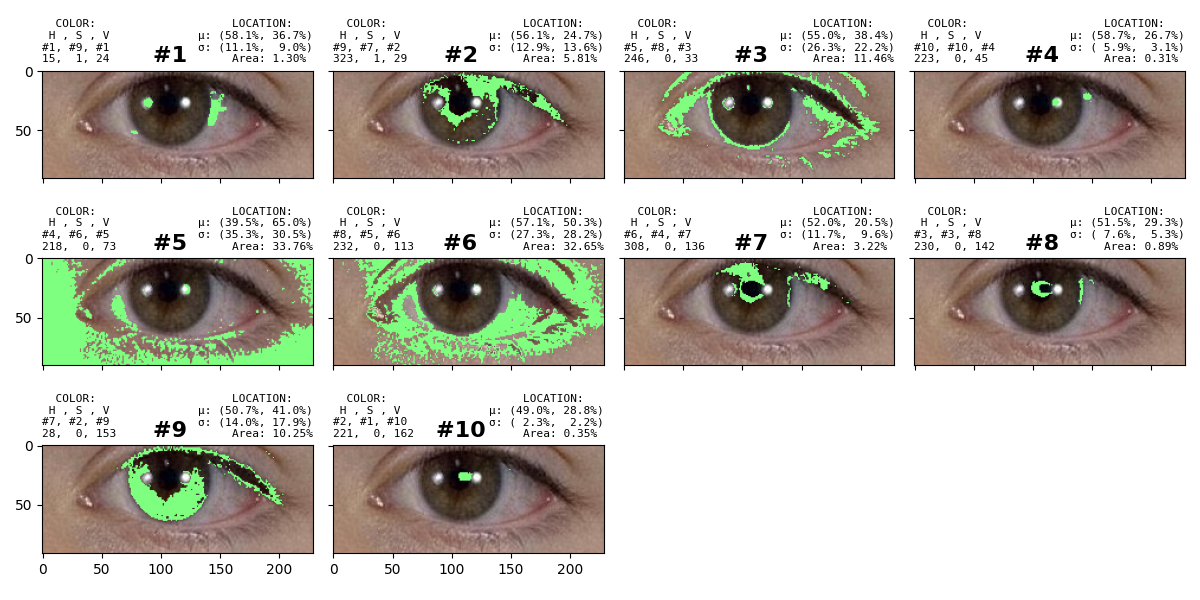 COLOR: LOCATION:
H , S , V μ: (58.1%, 36.7%)
#1, #9, #1 σ: (11.1%, 9.0%)
15, 1, 24 #1 Area: 1.30%
COLOR: LOCATION:
H , S , V μ: (56.1%, 24.7%)
#9, #7, #2 σ: (12.9%, 13.6%)
323, 1, 29 #2 Area: 5.81%
COLOR: LOCATION:
H , S , V μ: (55.0%, 38.4%)
#5, #8, #3 σ: (26.3%, 22.2%)
246, 0, 33 #3 Area: 11.46%
COLOR: LOCATION:
H , S , V μ: (58.7%, 26.7%)
#10, #10, #4 σ: ( 5.9%, 3.1%)
223, 0, 45 #4 Area: 0.31%
0
50
COLOR: LOCATION:
H , S , V μ: (39.5%, 65.0%)
#4, #6, #5 σ: (35.3%, 30.5%)
218, 0, 73 #5 Area: 33.76%
COLOR: LOCATION:
H , S , V μ: (57.1%, 50.3%)
#8, #5, #6 σ: (27.3%, 28.2%)
232, 0, 113 #6 Area: 32.65%
COLOR: LOCATION:
H , S , V μ: (52.0%, 20.5%)
#6, #4, #7 σ: (11.7%, 9.6%)
308, 0, 136 #7 Area: 3.22%
COLOR: LOCATION:
H , S , V μ: (51.5%, 29.3%)
#3, #3, #8 σ: ( 7.6%, 5.3%)
230, 0, 142 #8 Area: 0.89%
0
50
COLOR: LOCATION:
H , S , V μ: (50.7%, 41.0%)
#7, #2, #9 σ: (14.0%, 17.9%)
28, 0, 153 #9 Area: 10.25%
COLOR: LOCATION:
H , S , V μ: (49.0%, 28.8%)
#2, #1, #10 σ: ( 2.3%, 2.2%)
221, 0, 162 #10 Area: 0.35%
0
50
0 50 100 150 200
0 50 100 150 200